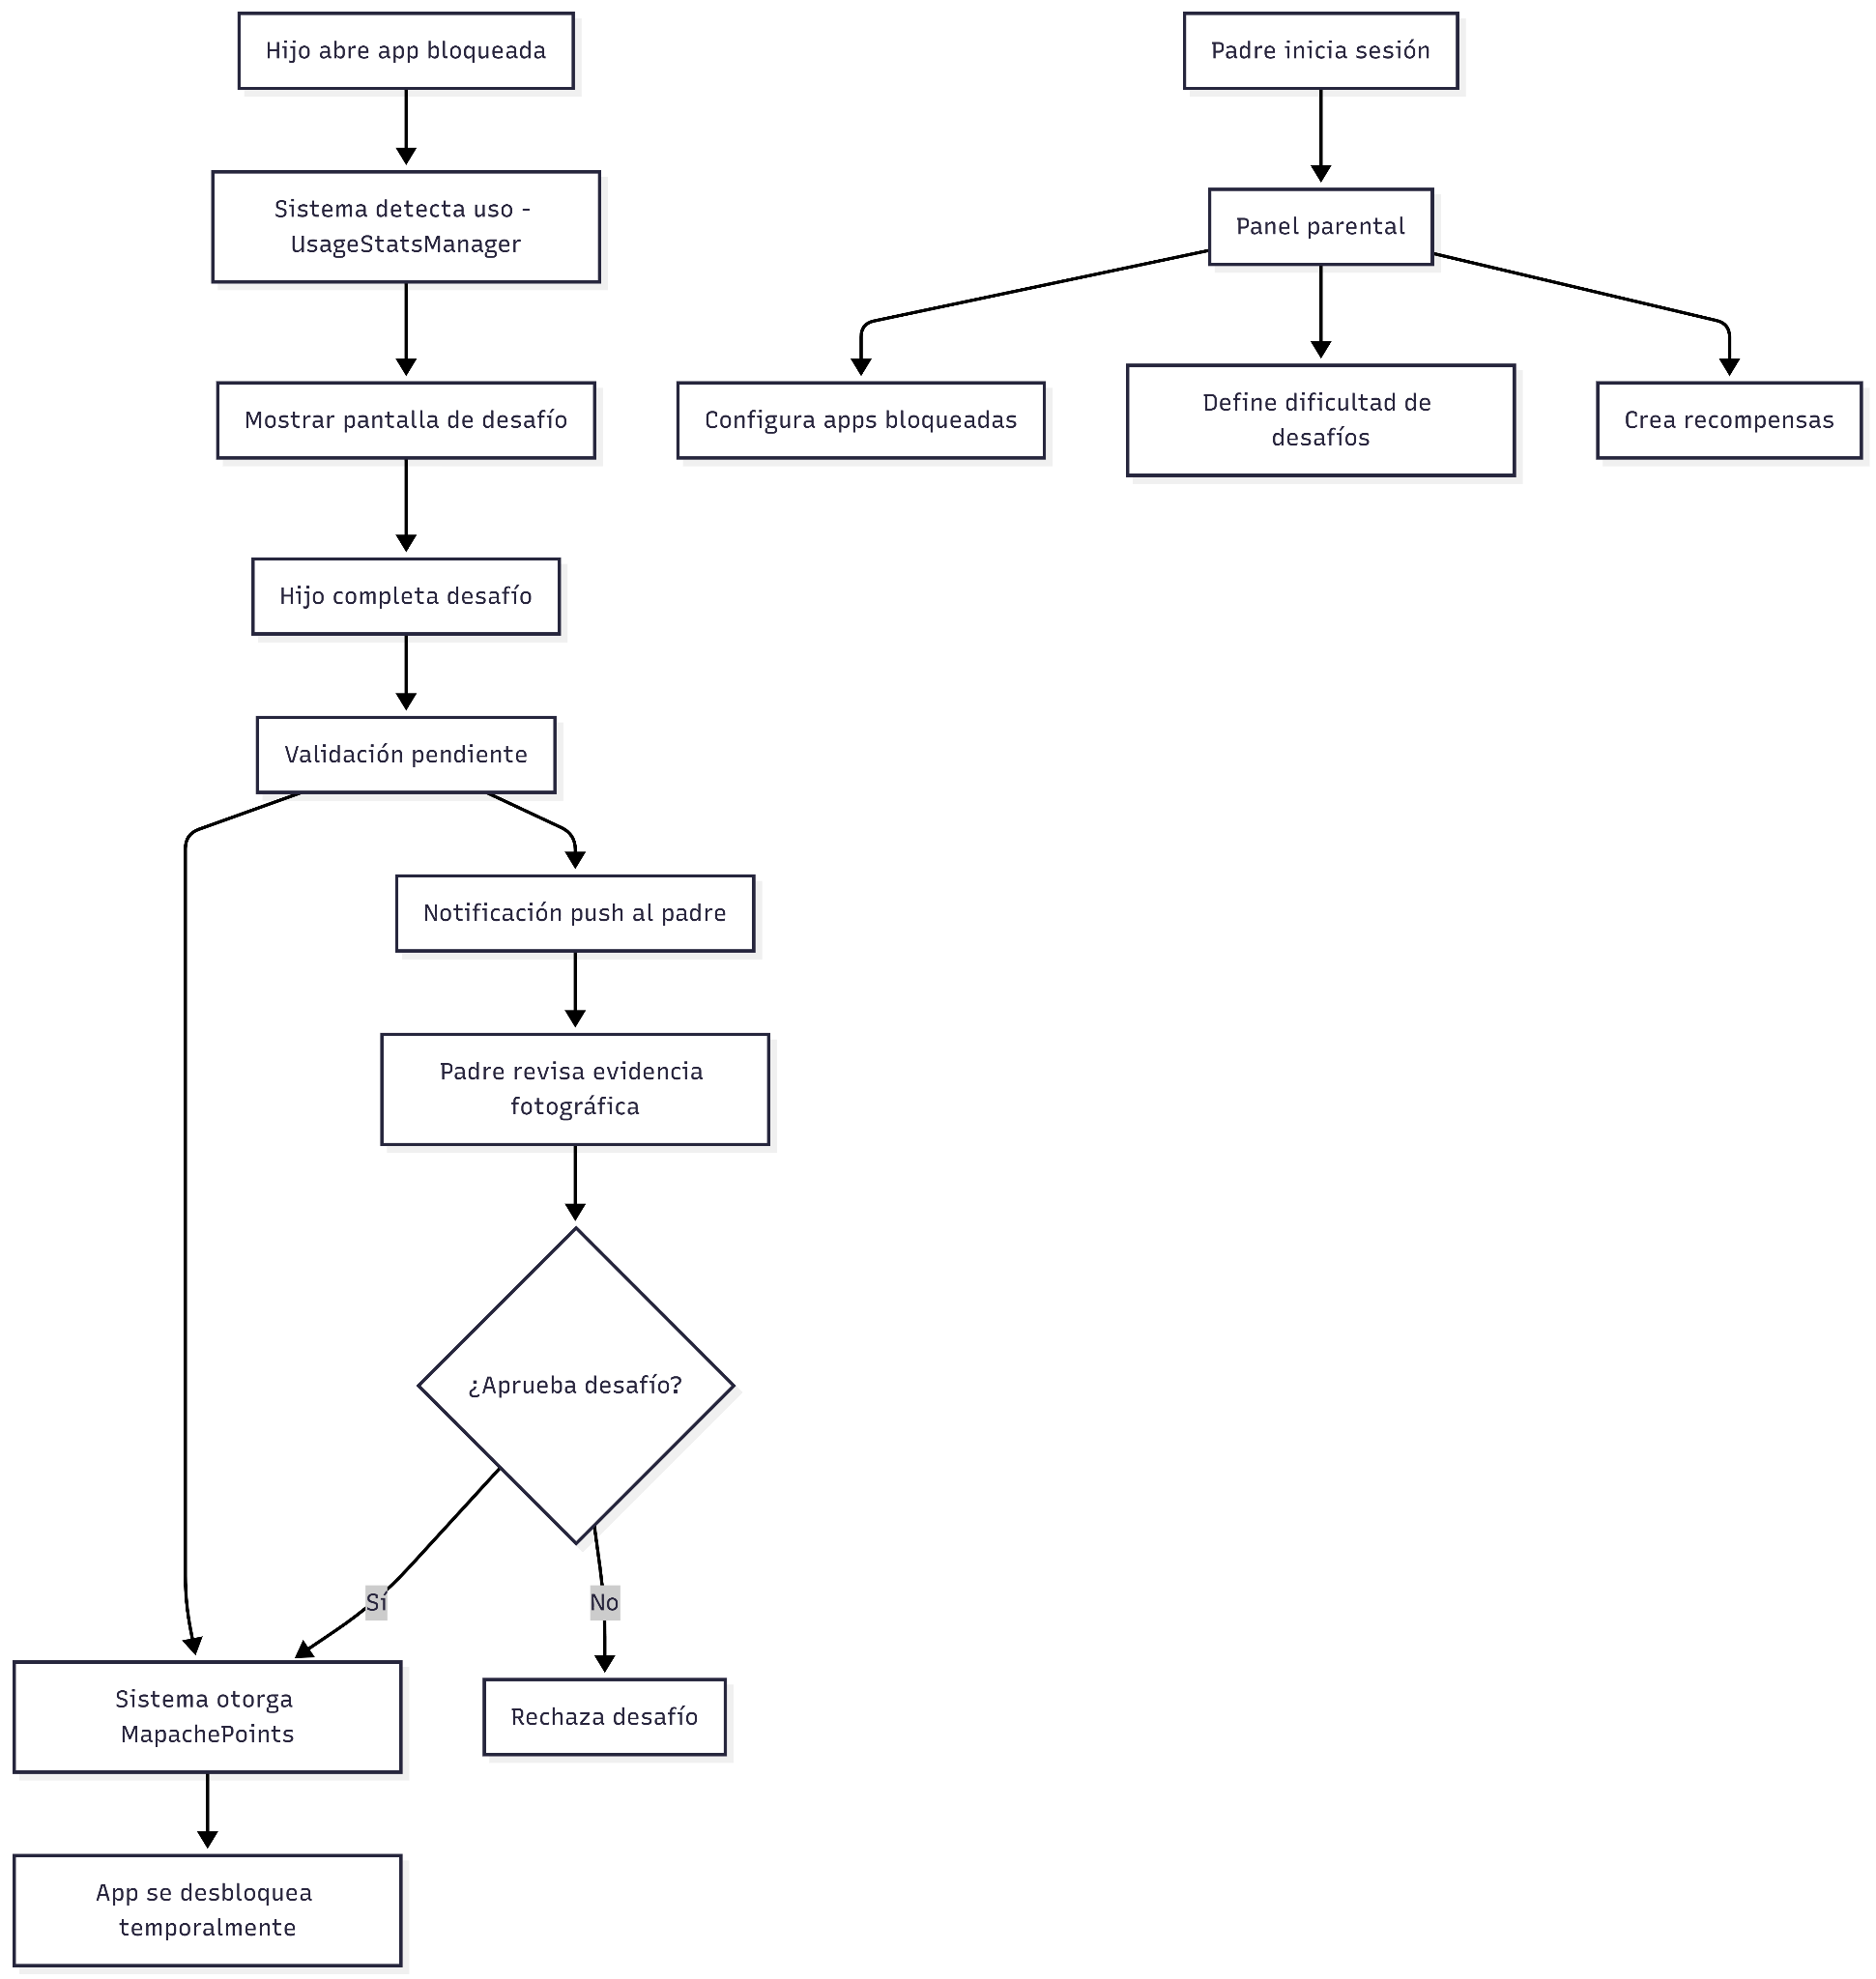 Hijo abre app bloqueada
Padre inicia sesión
Sistema detecta uso -
UsageStatsManager
Panel parental
Mostrar pantalla de desafío
Configura apps bloqueadas
Define dificultad de
desafíos
Crea recompensas
Hijo completa desafío
Validación pendiente
Notificación push al padre
Padre revisa evidencia
fotográfica
¿Aprueba desafío?
Sí
No
Sistema otorga
MapachePoints
Rechaza desafío
App se desbloquea
temporalmente